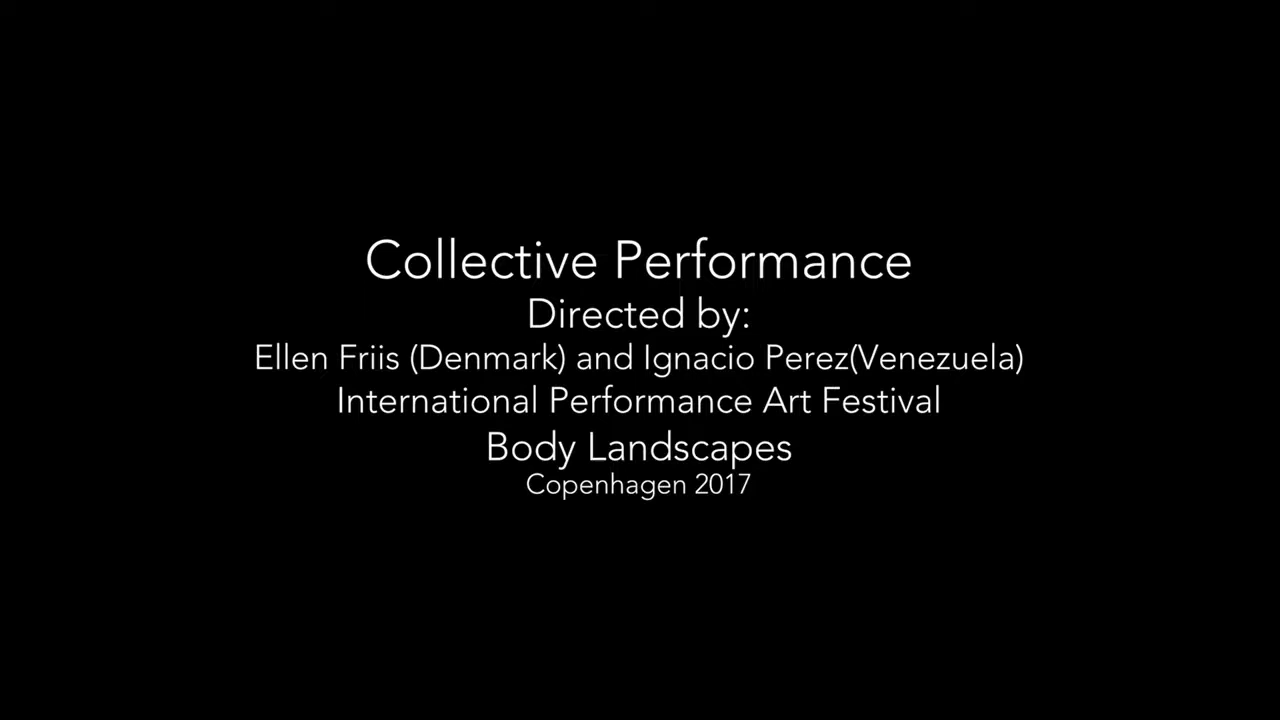 Collective Performance
Directed by:
Ellen Friis (Denmark) and Ignacio Perez(Venezuela)
International Performance Art Festival
Body Landscapes
Copenhagen 2017